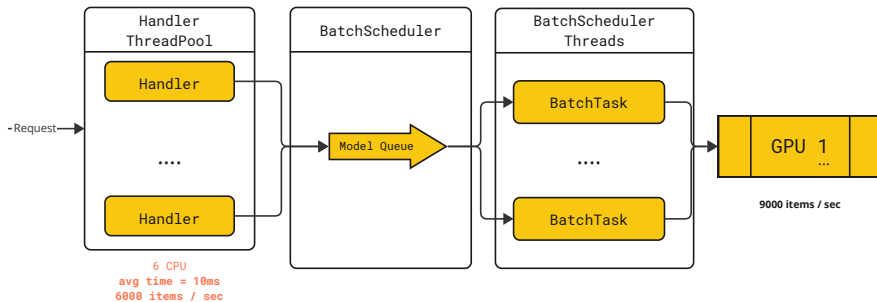 Handler
ThreadPool
BatchScheduler
BatchScheduler
Threads
Handler
BatchTask
Request
Model Queue
GPU 1
...
....
....
Handler
BatchTask
9000 items / sec
6 CPU
avg time = 10ms
6000 items / sec